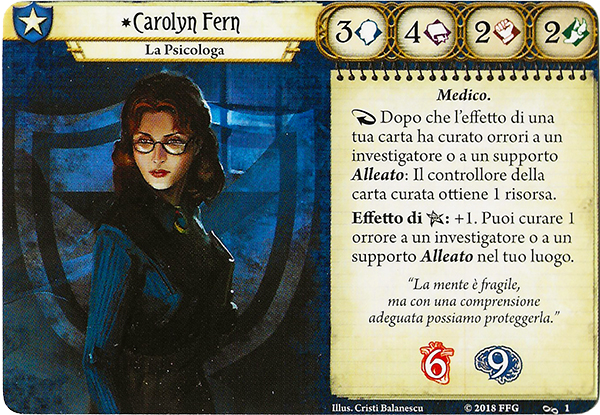 *Carolyn Fern
La Psicologa
3 4 2 2
Medico.
Dopo che l'effetto di una
tua carta ha curato orrori a un
investigatore o a un supporto
Alleato: Il controllore della
carta curata ottiene 1 risorsa.
Effetto di : +1. Puoi curare 1
orrore a un investigatore o a un
supporto Alleato nel tuo luogo.
"La mente è fragile,
ma con una comprensione
adeguata possiamo proteggerla."
6 9
Illus. Cristi Balanescu © 2018 FFG 1